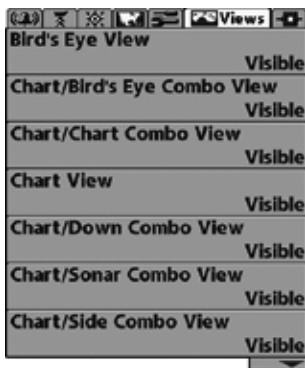 Views
Bird's Eye View
Visible
Chart/Bird's Eye Combo View
Visible
Chart/Chart Combo View
Visible
Chart View
Visible
Chart/Down Combo View
Visible
Chart/Sonar Combo View
Visible
Chart/Side Combo View
Visible